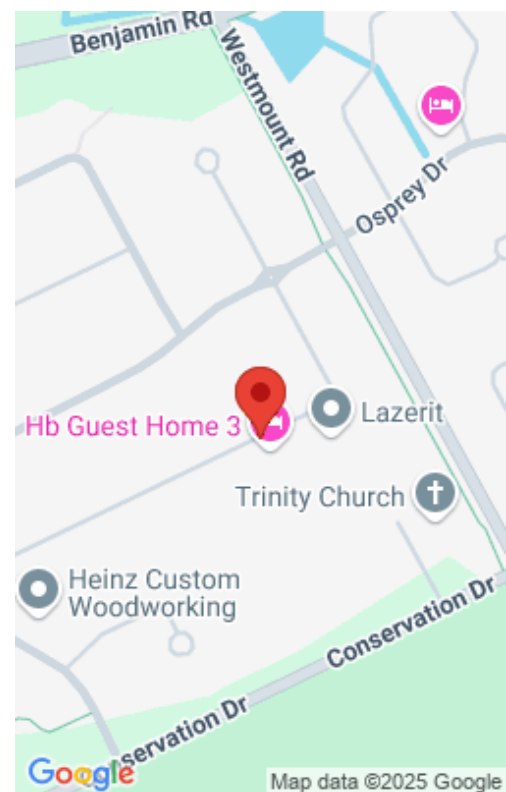 Benjamin Rd
Westmount Rd
Osprey Dr
Hb Guest Home 3
Lazerit
Trinity Church
Heinz Custom
Woodworking
Conservation Dr
servation Dr
Google
Map data ©2025 Google